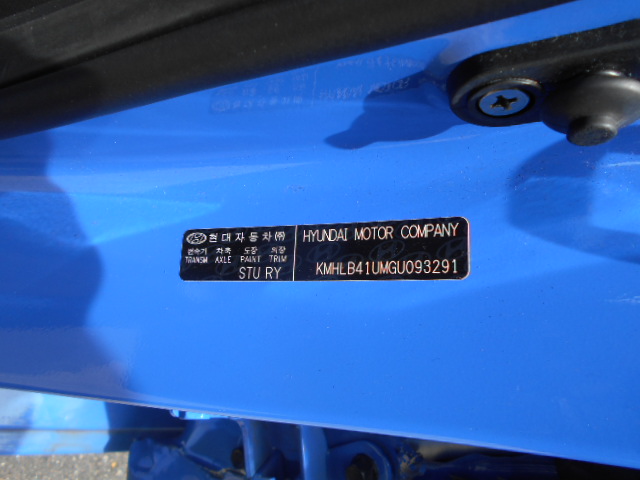 현대자동차㈜
변속기 차축 도장 의장
TRANSM AXLE PAINT TRIM
STU RY
HYUNDAI MOTOR COMPANY
KMHLB41UMGU093291